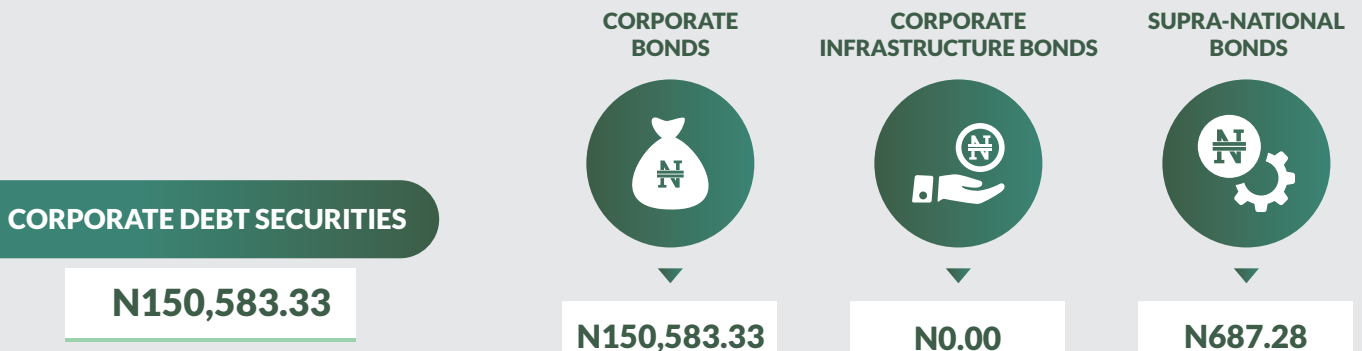 CORPORATE
BONDS
CORPORATE
INFRASTRUCTURE BONDS
SUPRA-NATIONAL
BONDS
₦
₦
₦
CORPORATE DEBT SECURITIES
N150,583.33
N150,583.33
N0.00
N687.28